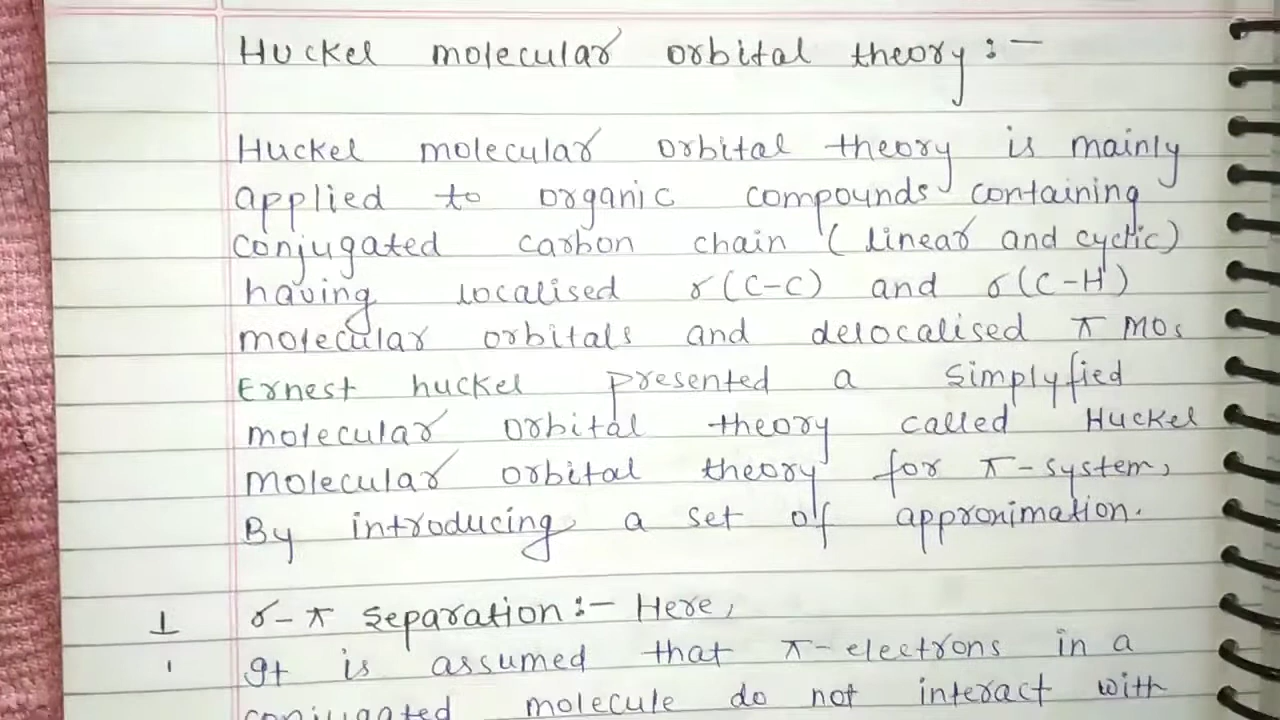 Huckel molecular orbital theory :-
Huckel molecular orbital theory is mainly
applied to organic compounds containing
conjugated carbon chain (linear and cyclic)
having localised σ(C-C) and σ(C-H)
molecular orbitals and delocalised π MOs
Ernest huckel presented a simplyfied
molecular orbital theory called Huckel
molecular orbital theory for π-system,
By introducing a set of approximation.
1 σ-π separation :- Here,
It is assumed that π-electrons in a
conjugated molecule do not interact with